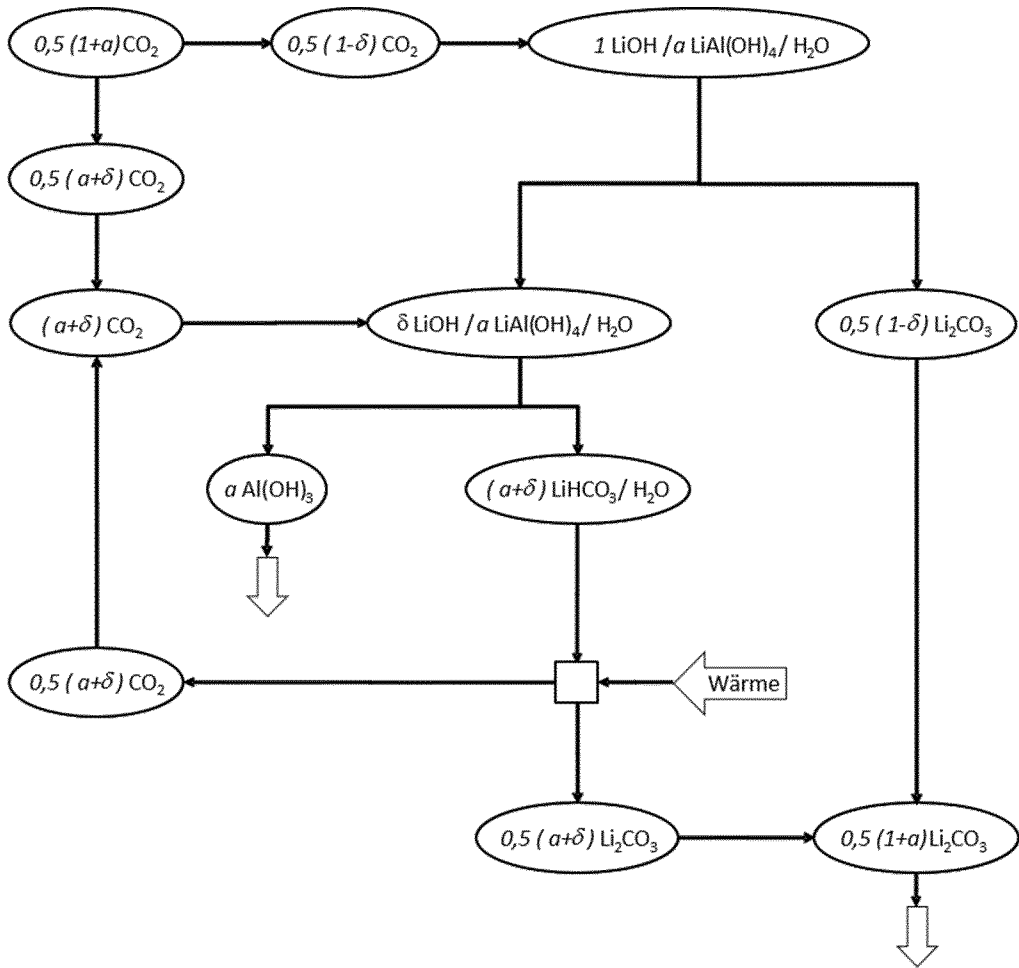 0,5 (1+a)CO₂
0,5 (1-δ) CO₂
1 LiOH /a LiAl(OH)₄/ H₂O
0,5 ( a+δ) CO₂
( a+δ) CO₂
δ LiOH /a LiAl(OH)₄/ H₂O
0,5 ( 1-δ) Li₂CO₃
a Al(OH)₃
( a+δ) LiHCO₃/ H₂O
0,5 ( a+δ) CO₂
Wärme
0,5 ( a+δ) Li₂CO₃
0,5 (1+a)Li₂CO₃